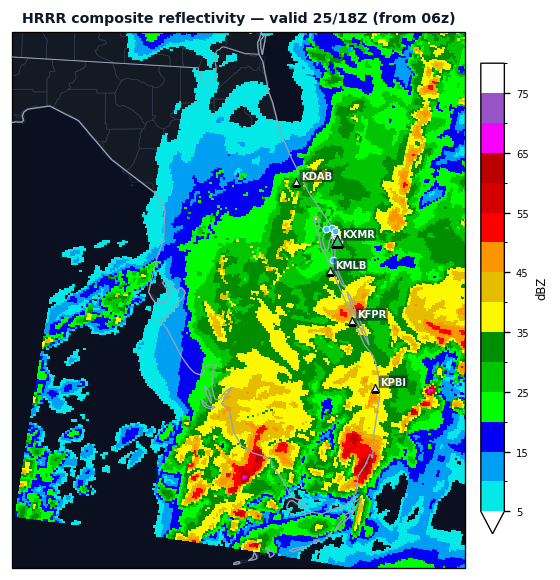 HRRR composite reflectivity — valid 25/18Z (from 06z)
KDAB
KXMR
KMLB
KFPR
KPBI
75
65
55
45
35
25
15
5
dBZ